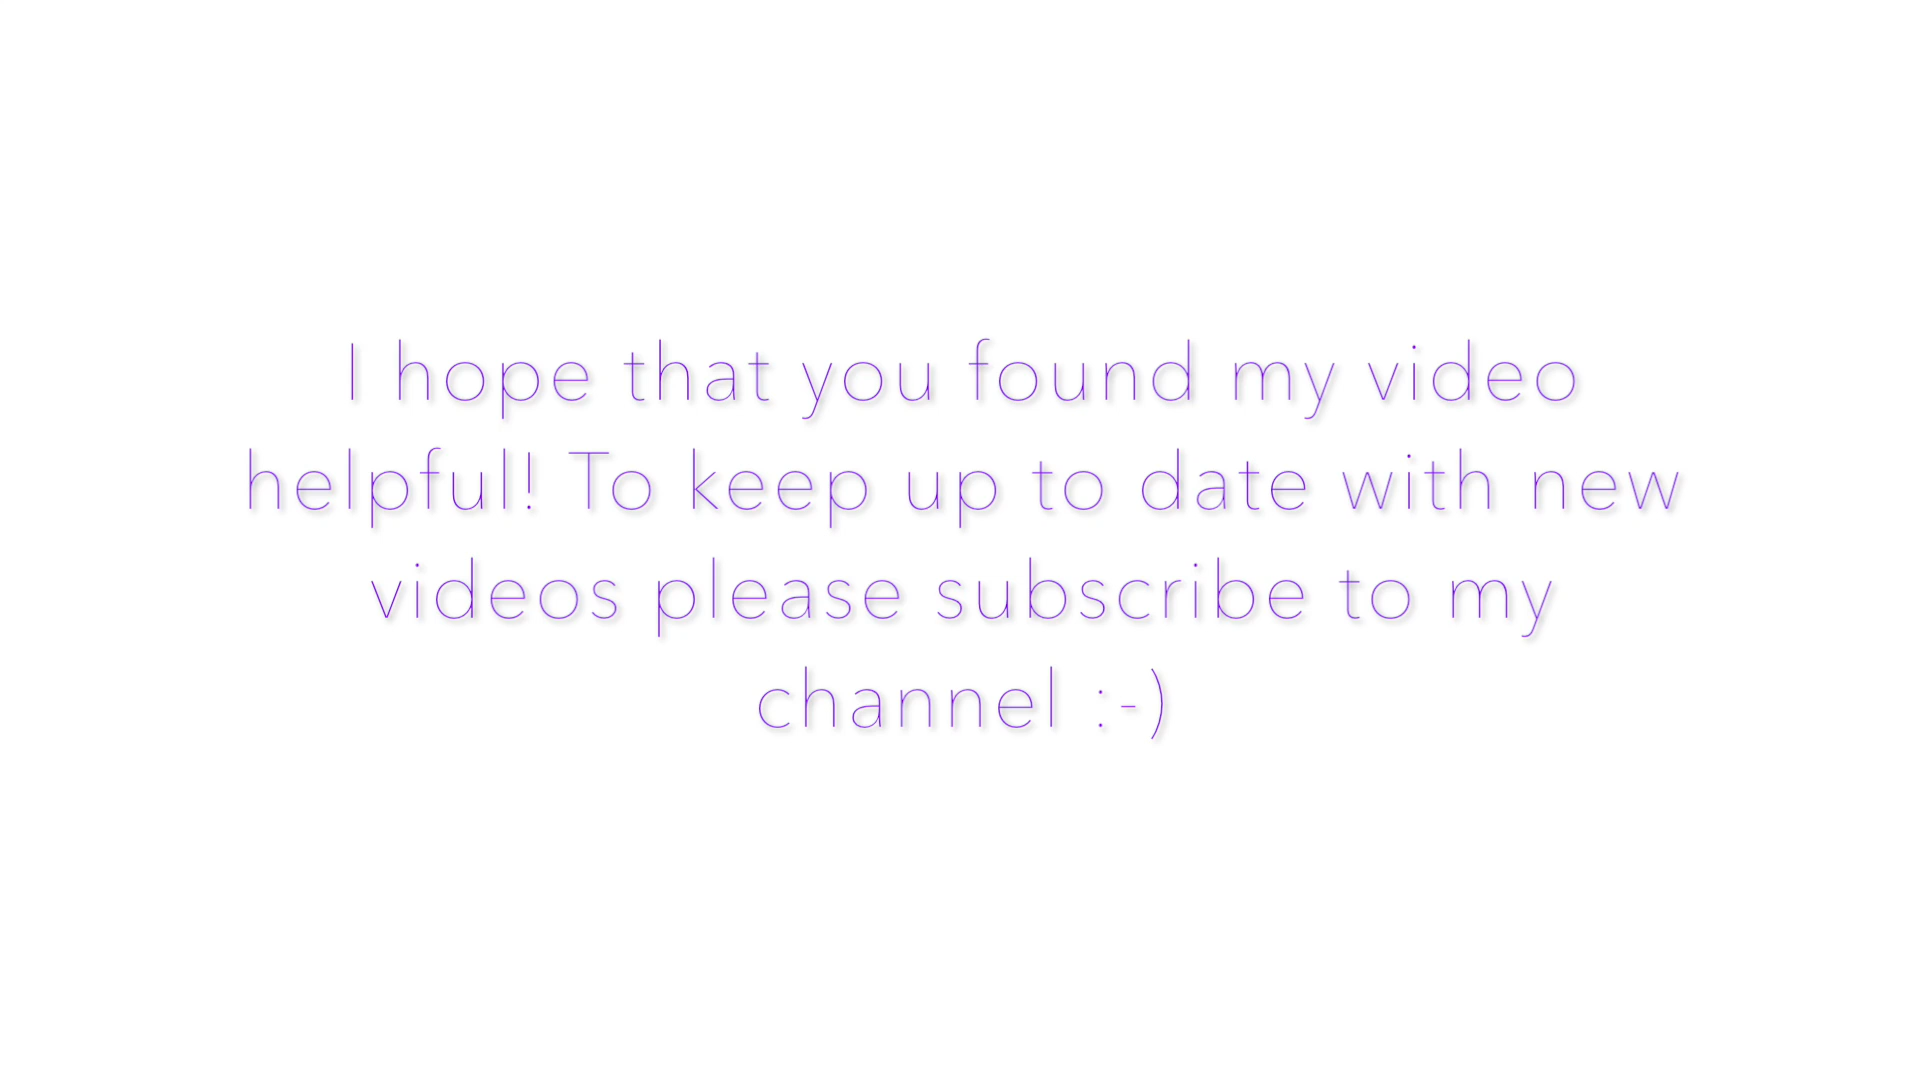 I hope that you found my video
helpful! To keep up to date with new
videos please subscribe to my
channel :-)